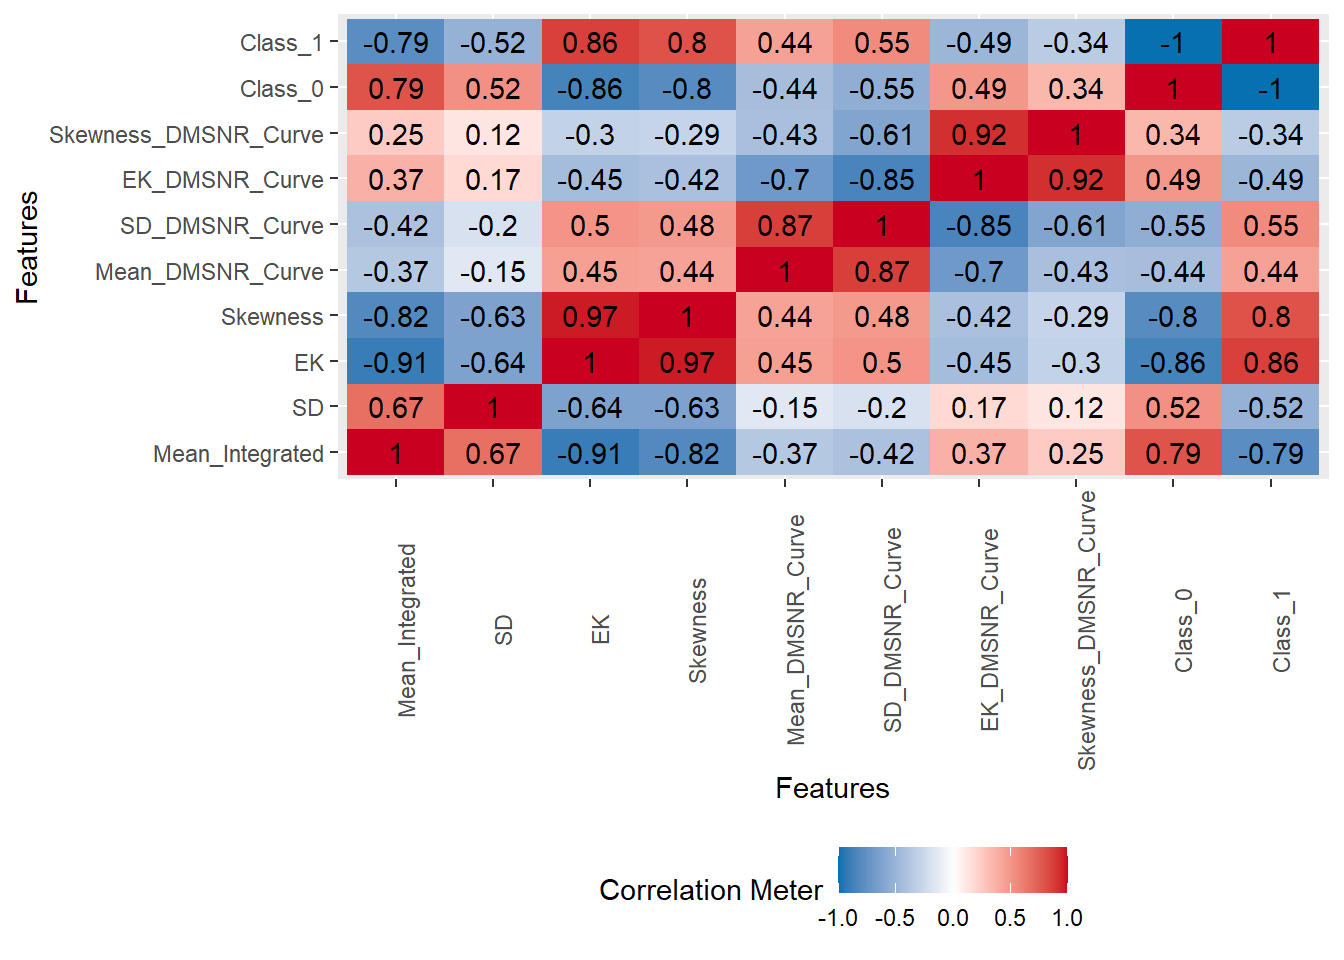 Class_1 -0.79 -0.52 0.86 0.8 0.44 0.55 -0.49 -0.34 -1 1
Class_0 0.79 0.52 -0.86 -0.8 -0.44 -0.55 0.49 0.34 1 -1
Skewness_DMSNR_Curve 0.25 0.12 -0.3 -0.29 -0.43 -0.61 0.92 1 0.34 -0.34
EK_DMSNR_Curve 0.37 0.17 -0.45 -0.42 -0.7 -0.85 1 0.92 0.49 -0.49
SD_DMSNR_Curve -0.42 -0.2 0.5 0.48 0.87 1 -0.85 -0.61 -0.55 0.55
Mean_DMSNR_Curve -0.37 -0.15 0.45 0.44 1 0.87 -0.7 -0.43 -0.44 0.44
Skewness -0.82 -0.63 0.97 1 0.44 0.48 -0.42 -0.29 -0.8 0.8
EK -0.91 -0.64 1 0.97 0.45 0.5 -0.45 -0.3 -0.86 0.86
SD 0.67 1 -0.64 -0.63 -0.15 -0.2 0.17 0.12 0.52 -0.52
Mean_Integrated 1 0.67 -0.91 -0.82 -0.37 -0.42 0.37 0.25 0.79 -0.79
Features
Mean_Integrated
SD
EK
Skewness
Mean_DMSNR_Curve
SD_DMSNR_Curve
EK_DMSNR_Curve
Skewness_DMSNR_Curve
Class_0
Class_1
Features
Correlation Meter
-1.0 -0.5 0.0 0.5 1.0